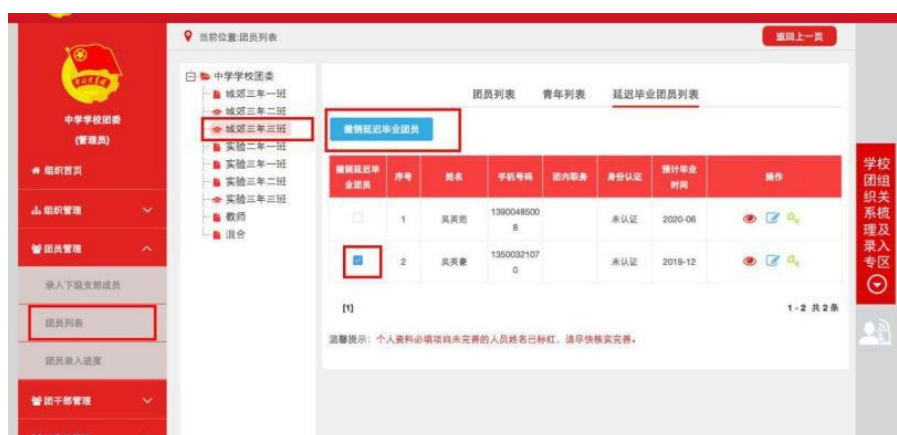 当前位置:团员列表
返回上一页
中学学校团委
(管理员)
组织首页
组织管理
团员管理
录入下级支部成员
团员列表
团员录入进度
团干部管理
中学学校团委
城郊三年一班
城郊三年二班
城郊三年三班
实验二年一班
实验三年一班
实验三年二班
实验三年三班
教师
混合
团员列表 青年列表 延迟毕业团员列表
撤销延迟毕业团员
撤销延迟毕业团员 序号 姓名 手机号码 团内职务 身份认证 预计毕业时间 操作
1 吴英 13900485008 未认证 2020-06
2 吴英豪 13500321070 未认证 2019-12
[1]
1-2 共2条
温馨提示：个人资料必填项尚未完善的人员姓名已标红，请尽快核实完善。
学校
团组
织关
系统
理及
录入
专区